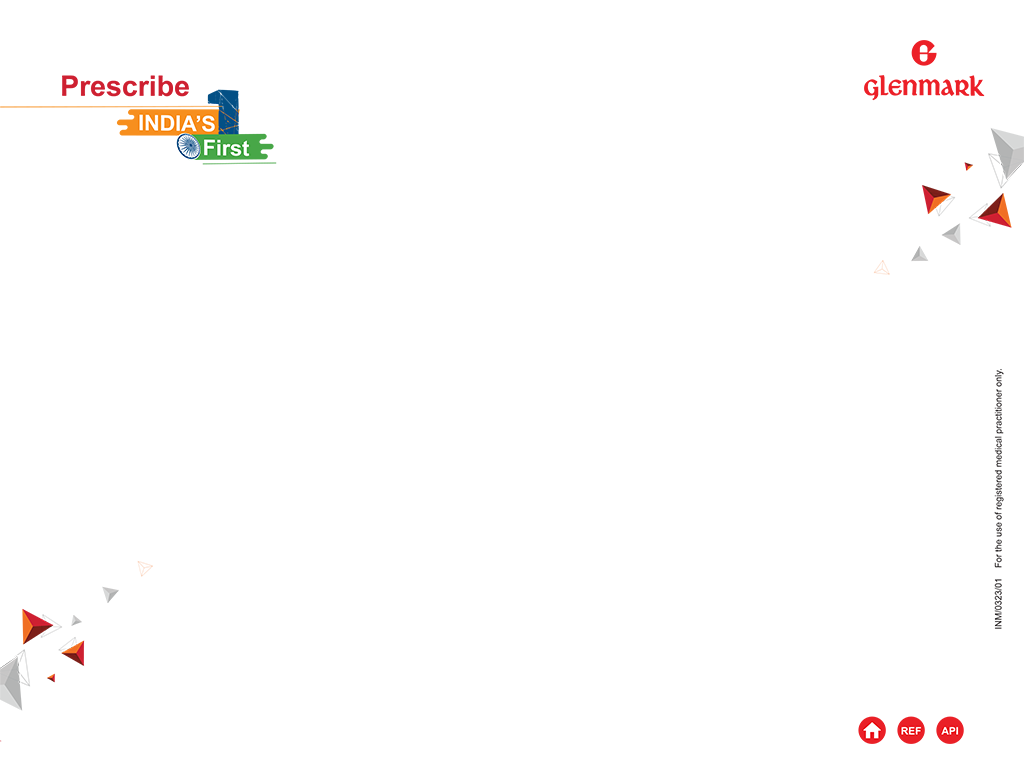 Prescribe
INDIA'S 1
First
GLENMARK
INM/0323/01 For the use of registered medical practitioner only.
REF
API